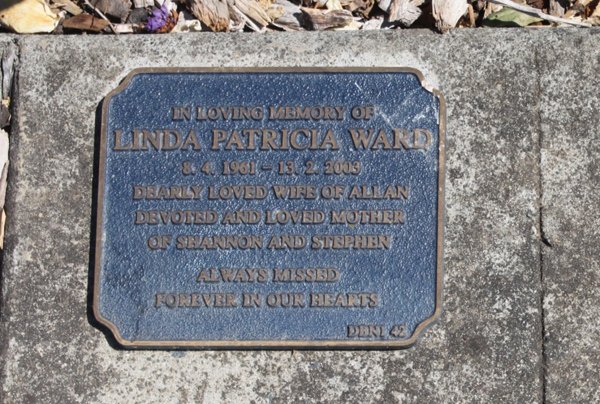 IN LOVING MEMORY OF
LINDA PATRICIA WARD
8. 4. 1961 – 13. 2. 2003
DEARLY LOVED WIFE OF ALLAN
DEVOTED AND LOVED MOTHER
OF SHANNON AND STEPHEN
ALWAYS MISSED
FOREVER IN OUR HEARTS
DEN1 42